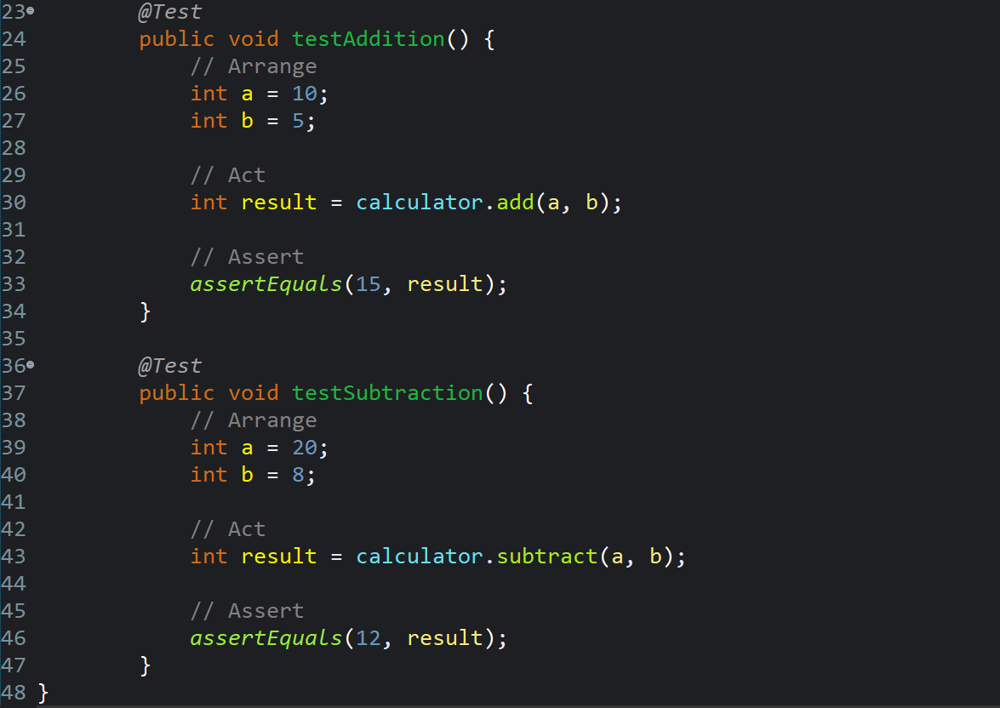 23 @Test
24 public void testAddition() {
25 // Arrange
26 int a = 10;
27 int b = 5;
28
29 // Act
30 int result = calculator.add(a, b);
31
32 // Assert
33 assertEquals(15, result);
34 }
35
36 @Test
37 public void testSubtraction() {
38 // Arrange
39 int a = 20;
40 int b = 8;
41
42 // Act
43 int result = calculator.subtract(a, b);
44
45 // Assert
46 assertEquals(12, result);
47 }
48 }